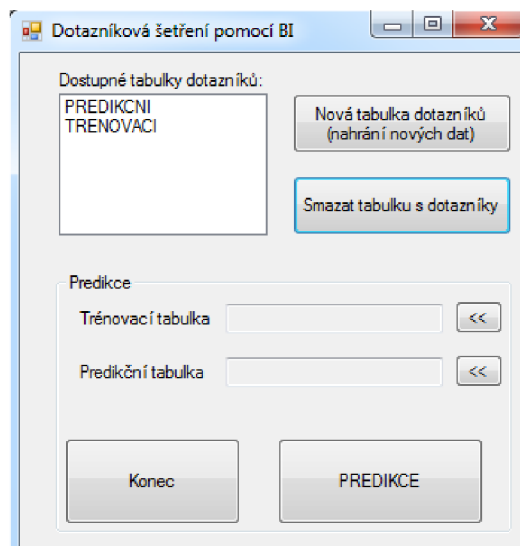 Dotazníková šetření pomocí BI
Dostupné tabulky dotazníků:
PREDIKCNI
TRENOVACI
Nová tabulka dotazníků
(nahrání nových dat)
Smazat tabulku s dotazníky
Predikce
Trénovací tabulka
<<
Predikční tabulka
<<
Konec
PREDIKCE